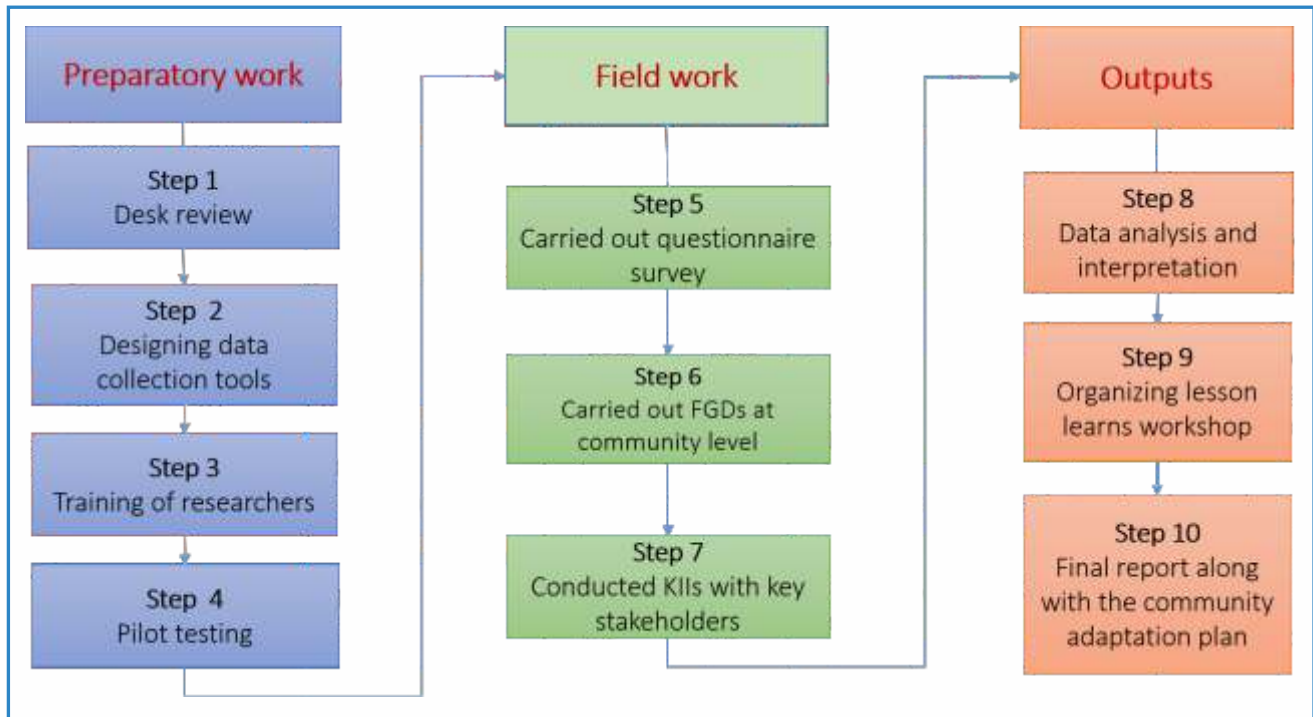 Preparatory work
Step 1
Desk review
Step 2
Designing data
collection tools
Step 3
Training of researchers
Step 4
Pilot testing
Field work
Step 5
Carried out questionnaire
survey
Step 6
Carried out FGDs at
community level
Step 7
Conducted KIIs with key
stakeholders
Outputs
Step 8
Data analysis and
interpretation
Step 9
Organizing lesson
learns workshop
Step 10
Final report along
with the community
adaptation plan